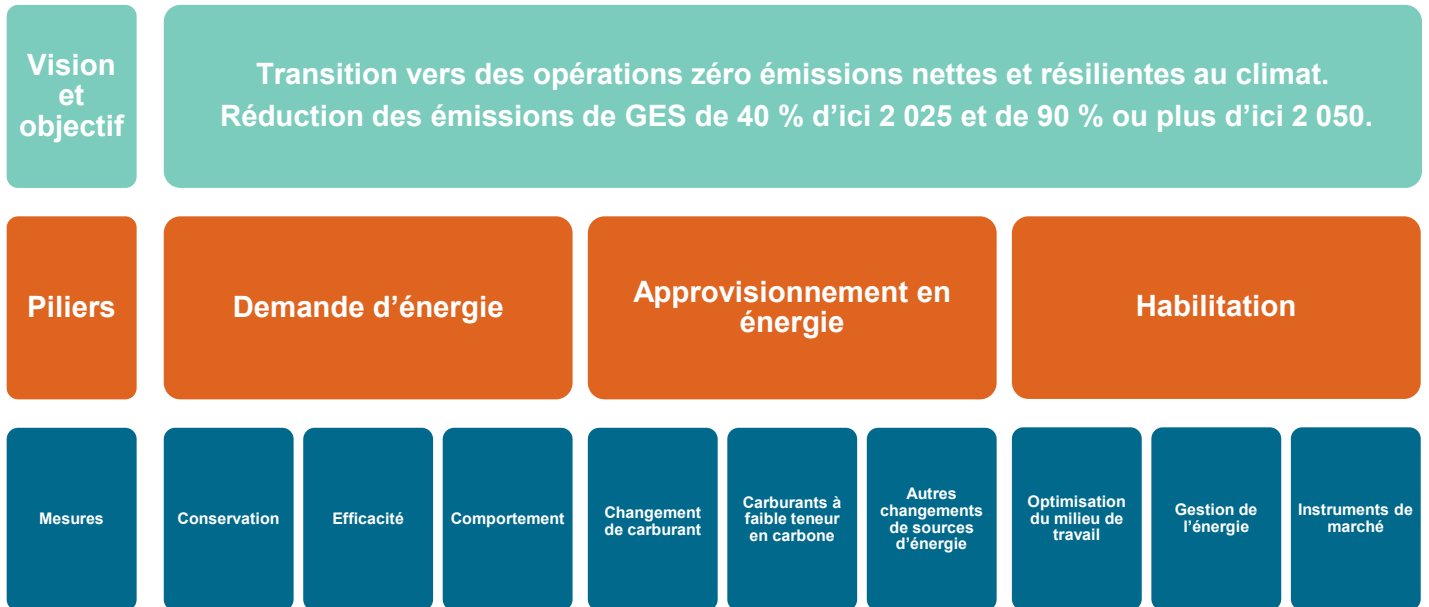 Vision
et
objectif
Transition vers des opérations zéro émissions nettes et résilientes au climat.
Réduction des émissions de GES de 40 % d’ici 2 025 et de 90 % ou plus d’ici 2 050.
Piliers
Demande d’énergie
Approvisionnement en
énergie
Habilitation
Mesures
Conservation
Efficacité
Comportement
Changement
de carburant
Carburants à
faible teneur
en carbone
Autres
changements
de sources
d’énergie
Optimisation
du milieu de
travail
Gestion de
l’énergie
Instruments de
marché